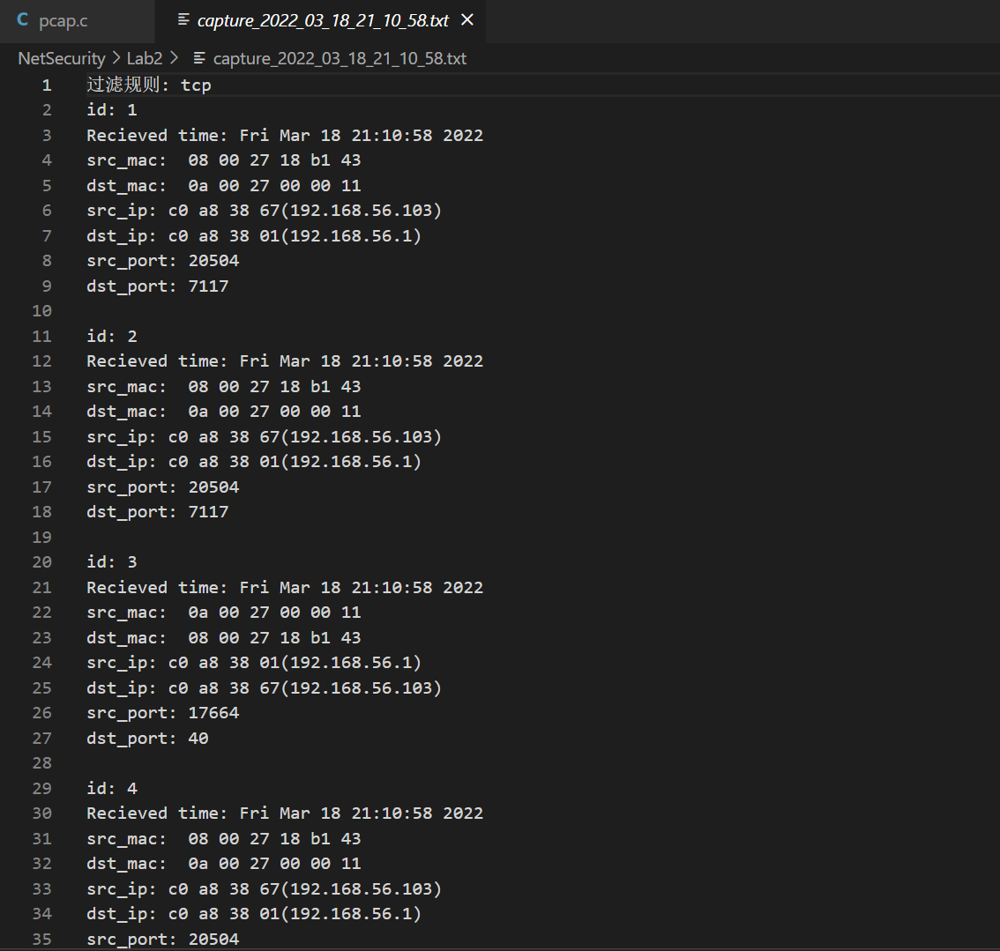 C pcap.c capture_2022_03_18_21_10_58.txt
NetSecurity > Lab2 > capture_2022_03_18_21_10_58.txt
1 过滤规则: tcp
2 id: 1
3 Recieved time: Fri Mar 18 21:10:58 2022
4 src_mac:  08 00 27 18 b1 43
5 dst_mac:  0a 00 27 00 00 11
6 src_ip: c0 a8 38 67(192.168.56.103)
7 dst_ip: c0 a8 38 01(192.168.56.1)
8 src_port: 20504
9 dst_port: 7117
10
11 id: 2
12 Recieved time: Fri Mar 18 21:10:58 2022
13 src_mac:  08 00 27 18 b1 43
14 dst_mac:  0a 00 27 00 00 11
15 src_ip: c0 a8 38 67(192.168.56.103)
16 dst_ip: c0 a8 38 01(192.168.56.1)
17 src_port: 20504
18 dst_port: 7117
19
20 id: 3
21 Recieved time: Fri Mar 18 21:10:58 2022
22 src_mac:  0a 00 27 00 00 11
23 dst_mac:  08 00 27 18 b1 43
24 src_ip: c0 a8 38 01(192.168.56.1)
25 dst_ip: c0 a8 38 67(192.168.56.103)
26 src_port: 17664
27 dst_port: 40
28
29 id: 4
30 Recieved time: Fri Mar 18 21:10:58 2022
31 src_mac:  08 00 27 18 b1 43
32 dst_mac:  0a 00 27 00 00 11
33 src_ip: c0 a8 38 67(192.168.56.103)
34 dst_ip: c0 a8 38 01(192.168.56.1)
35 src_port: 20504